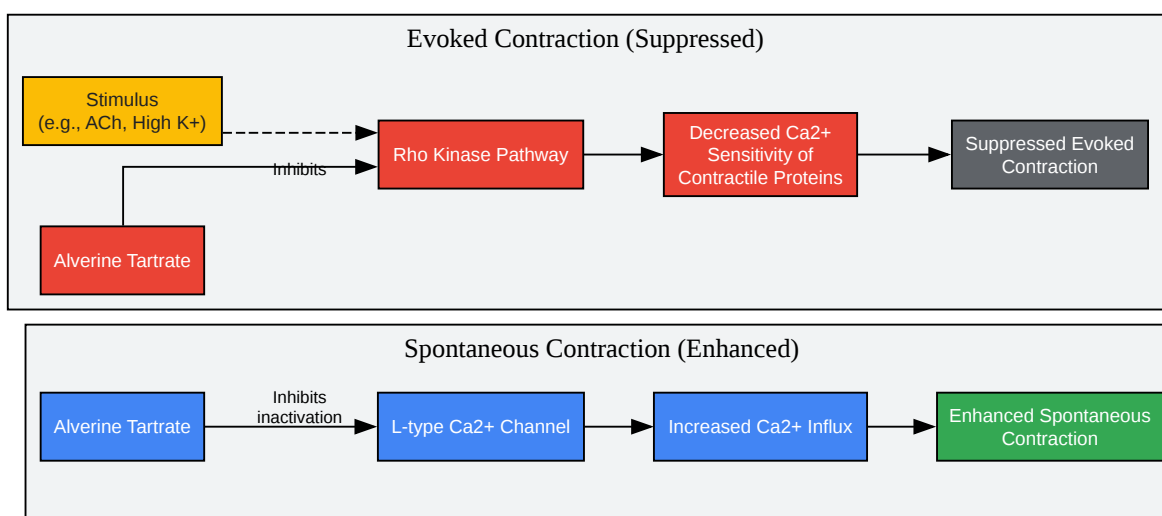 Evoked Contraction (Suppressed)
Stimulus
(e.g., ACh, High K+)
Inhibits
Rho Kinase Pathway
Decreased Ca2+
Sensitivity of
Contractile Proteins
Suppressed Evoked
Contraction
Alverine Tartrate
Spontaneous Contraction (Enhanced)
Alverine Tartrate
Inhibits
inactivation
L-type Ca2+ Channel
Increased Ca2+ Influx
Enhanced Spontaneous
Contraction